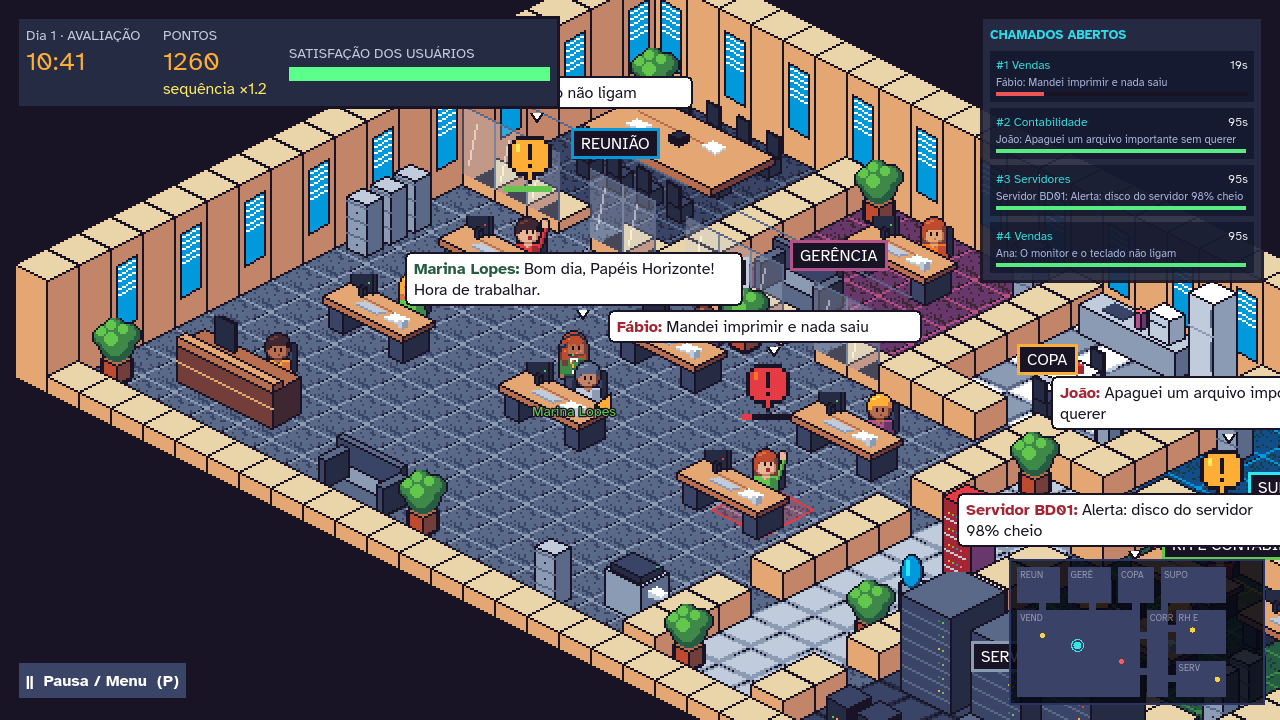 Dia 1 · AVALIAÇÃO
10:41
PONTOS
1260
sequência ×1.2
SATISFAÇÃO DOS USUÁRIOS
não ligam
REUNIÃO
CHAMADOS ABERTOS
#1 Vendas 19s
Fábio: Mandei imprimir e nada saiu
#2 Contabilidade 95s
João: Apaguei um arquivo importante sem querer
#3 Servidores 95s
Servidor BD01: Alerta: disco do servidor 98% cheio
#4 Vendas 95s
Ana: O monitor e o teclado não ligam
GERÊNCIA
Marina Lopes: Bom dia, Papéis Horizonte!
Hora de trabalhar.
Fábio: Mandei imprimir e nada saiu
COPA
João: Apaguei um arquivo impo
querer
Marina Lopes
SU
Servidor BD01: Alerta: disco do servidor
98% cheio
SER
REUN GERÊ COPA SUPO
VEND CORR RH E
SERV
Pausa / Menu (P)